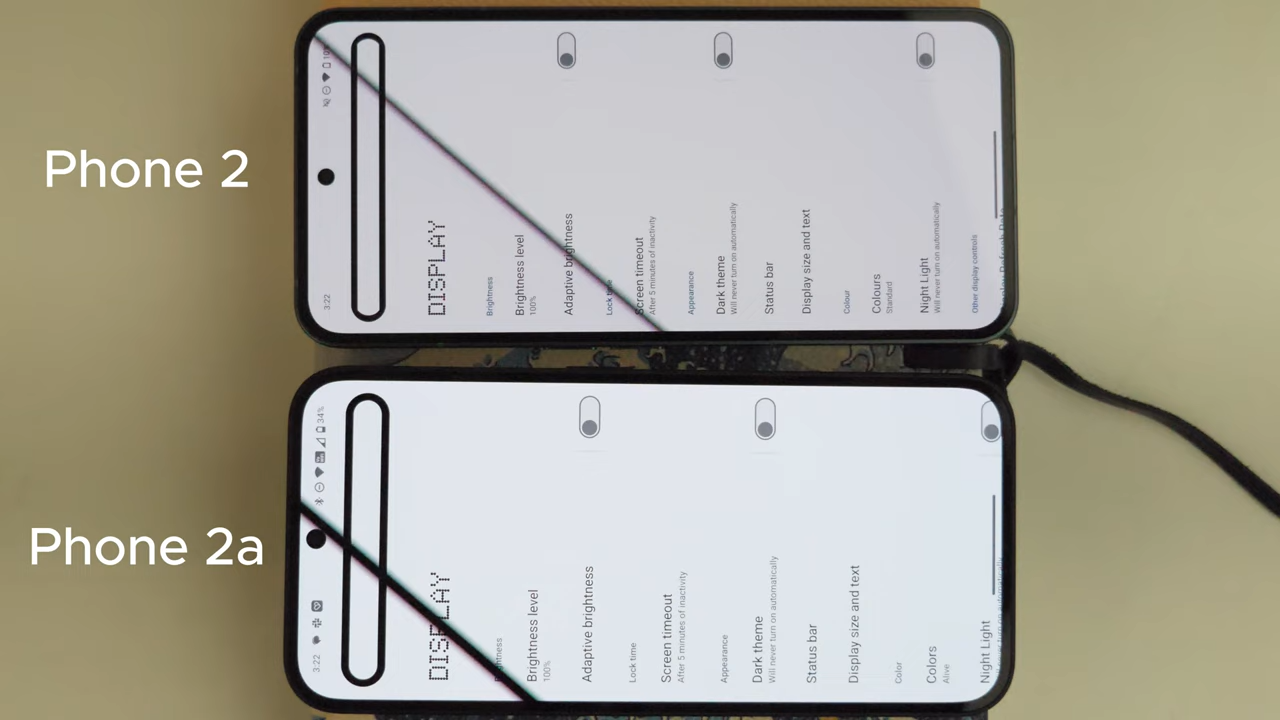 Phone 2
3:22
DISPLAY
Brightness
Brightness level
100%
Adaptive brightness
Lock time
Screen timeout
After 5 minutes of inactivity
Appearance
Dark theme
Will never turn on automatically
Status bar
Display size and text
Colour
Colours
Standard
Night Light
Will never turn on automatically
Other display controls
Phone 2a
3:22
34%
DISPLAY
Brightness
Brightness level
100%
Adaptive brightness
Lock time
Screen timeout
After 5 minutes of inactivity
Appearance
Dark theme
Will never turn on automatically
Status bar
Display size and text
Color
Colors
Alive
Night Light